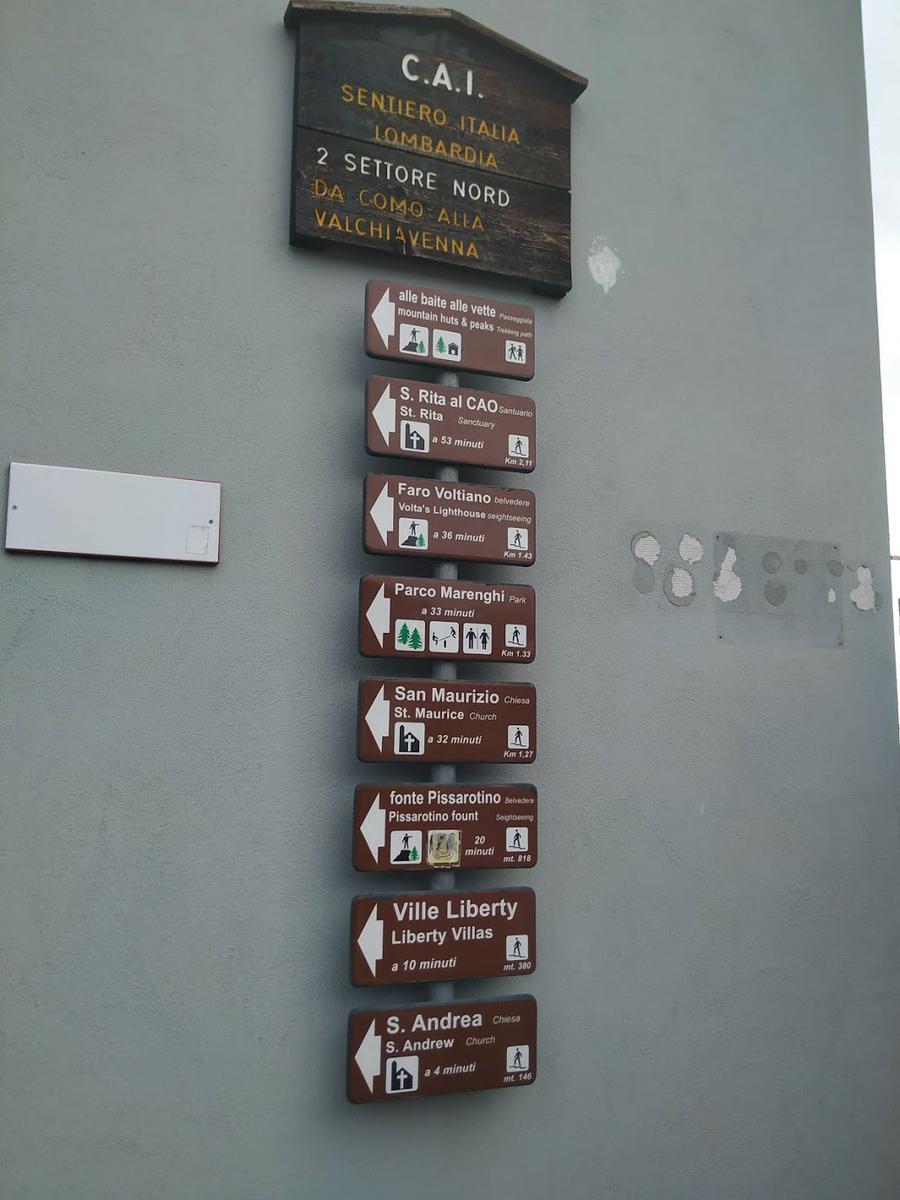 C.A.I.
SENTIERO ITALIA
LOMBARDIA
2 SETTORE NORD
DA COMO ALLA
VALCHIAVENNA
alle baite alle vette Passeggiata
mountain huts & peaks Trekking path
S. Rita al CAO Santuario
St. Rita Sanctuary
a 53 minuti
Km 2,11
Faro Voltiano belvedere
Volta's Lighthouse seightseeing
a 36 minuti
Km 1.43
Parco Marenghi Park
a 33 minuti
Km 1.33
San Maurizio Chiesa
St. Maurice Church
a 32 minuti
Km 1,27
fonte Pissarotino Belvedere
Pissarotino fount Seightseeing
20
minuti
mt. 818
Ville Liberty
Liberty Villas
a 10 minuti
mt. 380
S. Andrea Chiesa
S. Andrew Church
a 4 minuti
mt. 146